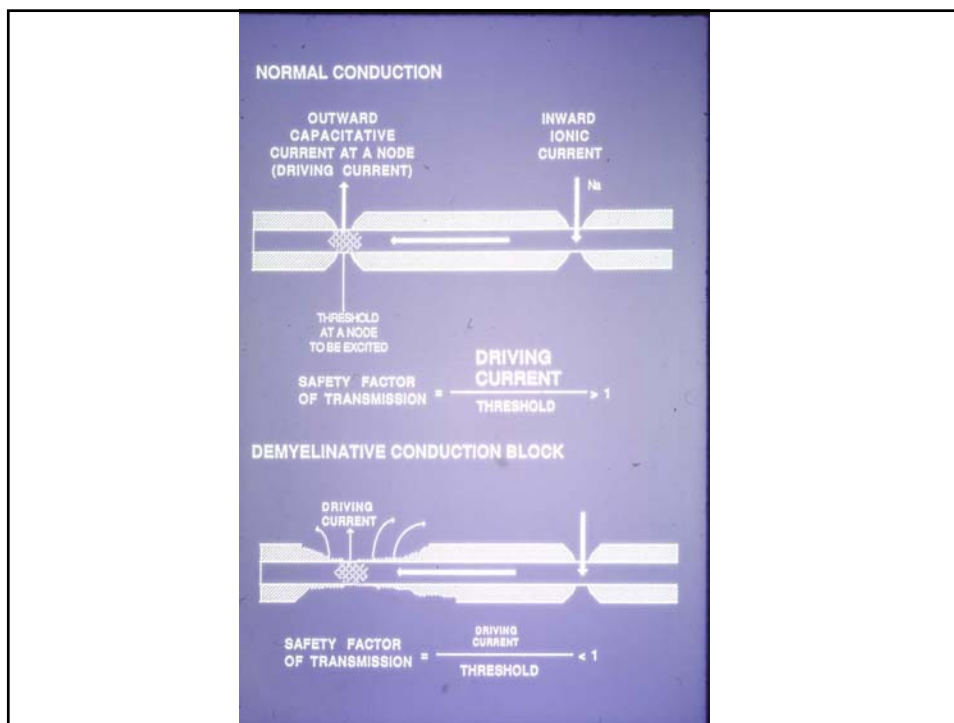 NORMAL CONDUCTION
OUTWARD
CAPACITATIVE
CURRENT AT A NODE
(DRIVING CURRENT)
INWARD
IONIC
CURRENT
Na
THRESHOLD
AT A NODE
TO BE EXCITED
SAFETY FACTOR
OF TRANSMISSION
=
DRIVING
CURRENT
THRESHOLD
> 1
DEMYELINATIVE CONDUCTION BLOCK
DRIVING
CURRENT
SAFETY FACTOR
OF TRANSMISSION
=
DRIVING
CURRENT
THRESHOLD
< 1